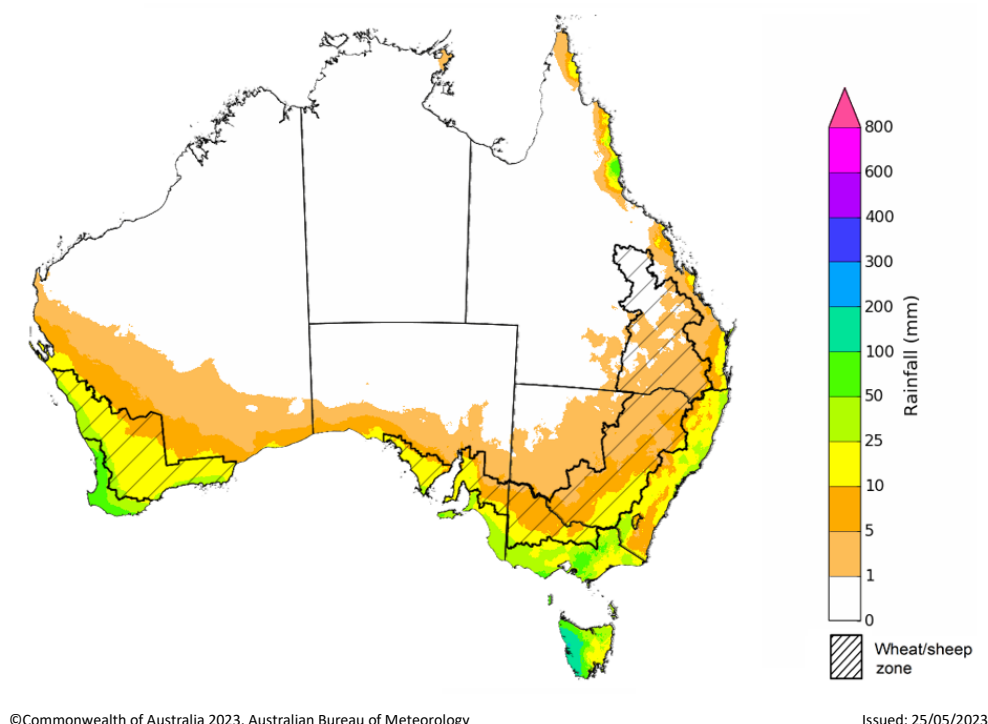 800
600
400
300
200
100
50
25
10
5
1
0
Rainfall (mm)
Wheat/sheep
zone
©Commonwealth of Australia 2023, Australian Bureau of Meteorology
Issued: 25/05/2023